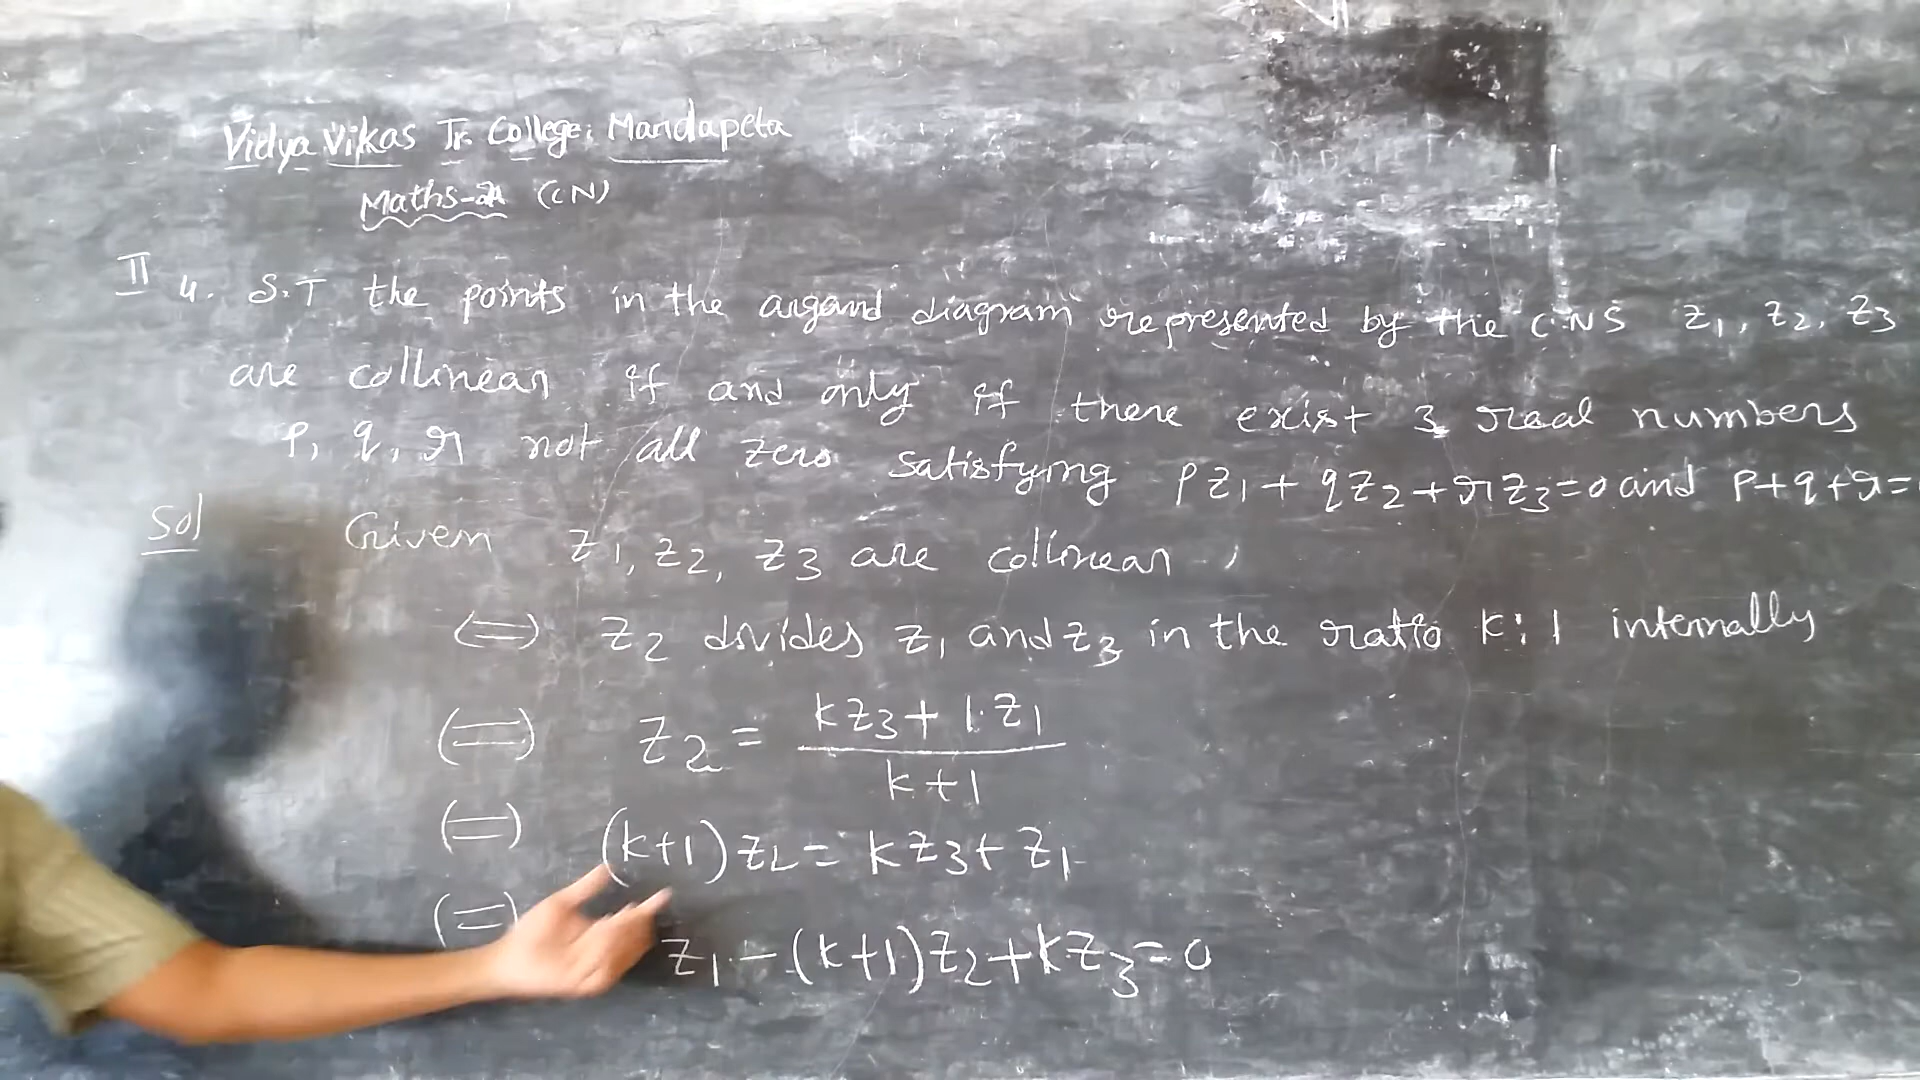 Vidya Vikas Jr. College; Mandapeta
Maths-2A (CN)
II 4. S.T the points in the argand diagram represented by the C.NS z1, z2, z3
are collinear if and only if there exist 3 real numbers
p, q, r not all zero satisfying pz1 + qz2 + rz3 = 0 and p+q+r=
Sol Given z1, z2, z3 are collinear.
(=) z2 divides z1 and z3 in the ratio k:1 internally
(=) z2 = kz3 + 1.z1 / k+1
(=) (k+1)z2 = kz3 + z1
(=) z1 - (k+1)z2 + kz3 = 0